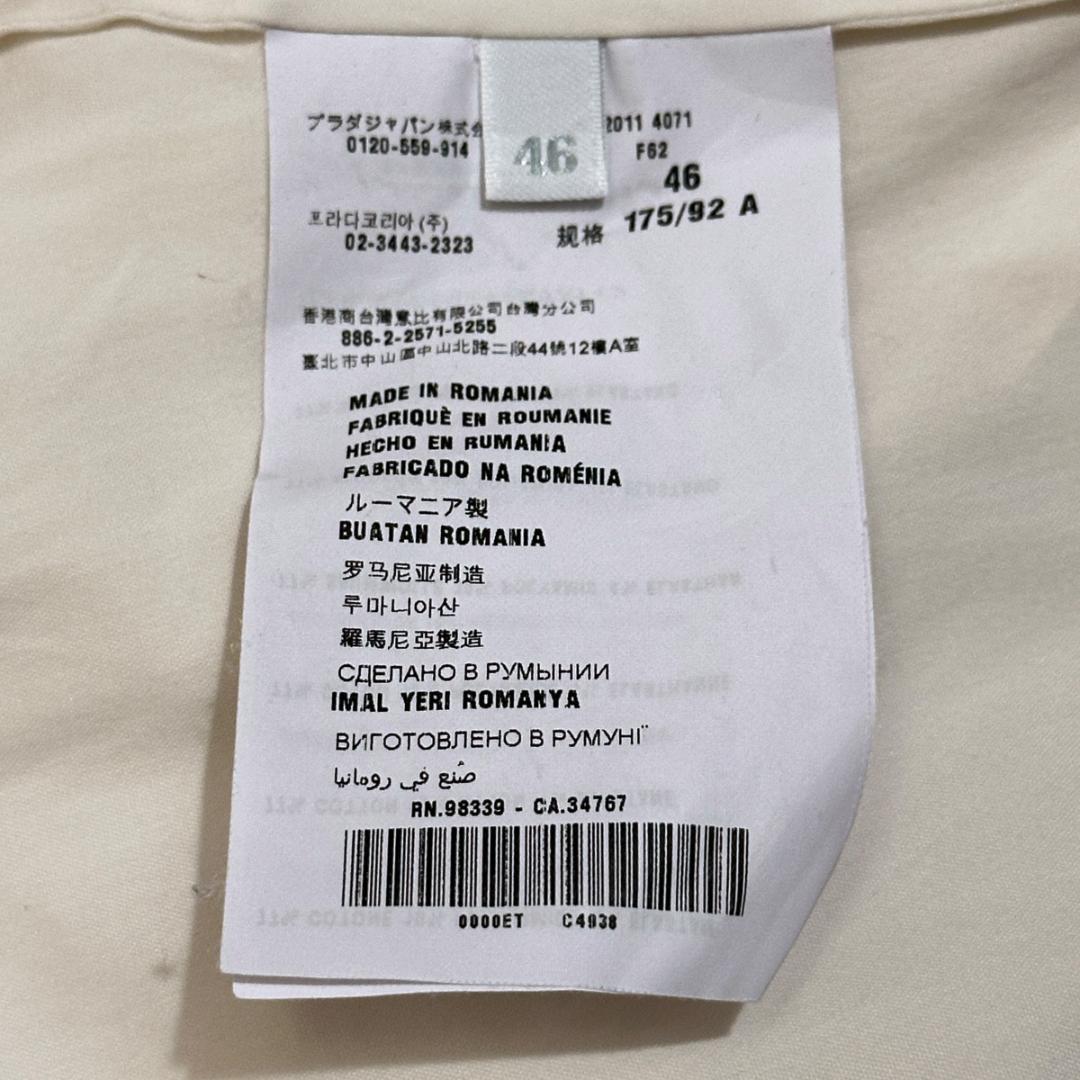 プラダジャパン株式会
0120-559-914
46
2011 4071
F62
46
175/92 A
规格
프라다코리아 (주)
02-3443-2323
香港商台灣意比有限公司台灣分公司
886-2-2571-5255
臺北市中山區中山北路二段44號12樓A室
MADE IN ROMANIA
FABRIQUÈ EN ROUMANIE
HECHO EN RUMANIA
FABRICADO NA ROMÉNIA
ルーマニア製
BUATAN ROMANIA
罗马尼亚制造
루마니아산
羅馬尼亞製造
СДЕЛАНО В РУМЫНИИ
IMAL YERI ROMANYA
ВИГОТОВЛЕНО В РУМУНІЇ
صُنع في رومانيا
RN.98339 - CA.34767
0000ET C4938